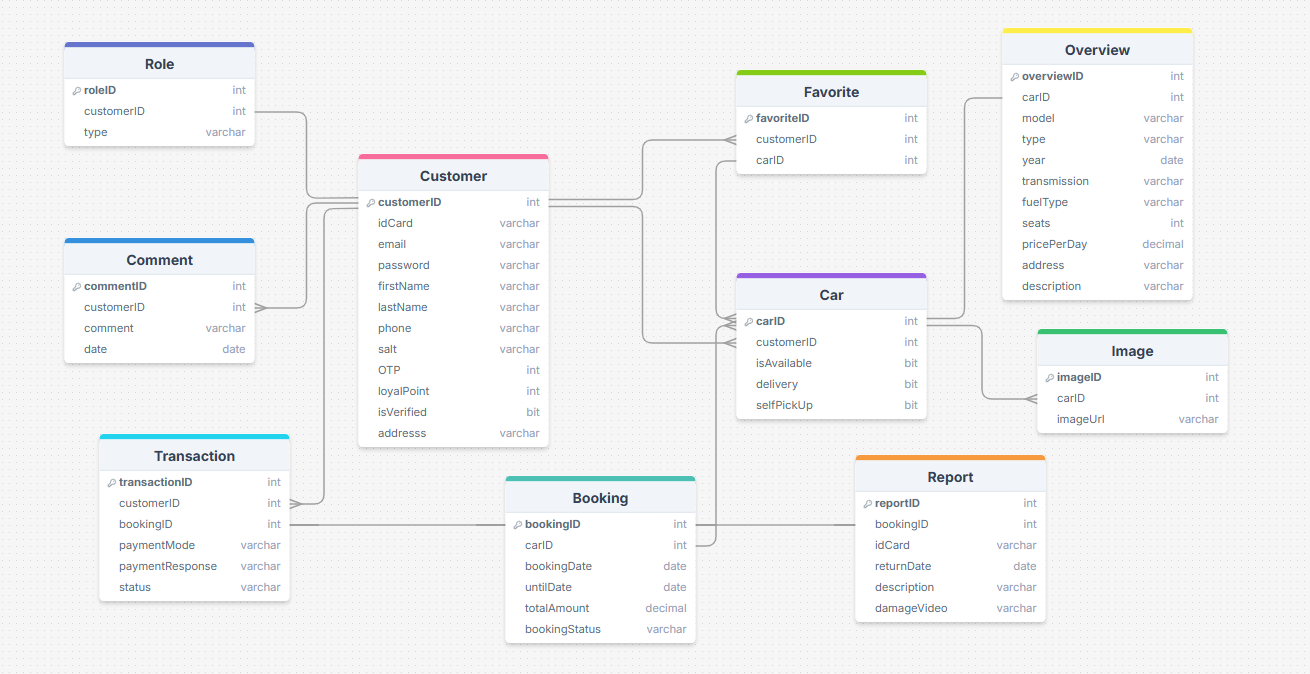 Role
roleID int
customerID int
type varchar
Comment
commentID int
customerID int
comment varchar
date date
Transaction
transactionID int
customerID int
bookingID int
paymentMode varchar
paymentResponse varchar
status varchar
Customer
customerID int
idCard varchar
email varchar
password varchar
firstName varchar
lastName varchar
phone varchar
salt varchar
OTP int
loyalPoint int
isVerified bit
addresss varchar
Booking
bookingID int
carID int
bookingDate date
untilDate date
totalAmount decimal
bookingStatus varchar
Favorite
favoriteID int
customerID int
carID int
Car
carID int
customerID int
isAvailable bit
delivery bit
selfPickUp bit
Report
reportID int
bookingID int
idCard varchar
returnDate date
description varchar
damageVideo varchar
Overview
overviewID int
carID int
model varchar
type varchar
year date
transmission varchar
fuelType varchar
seats int
pricePerDay decimal
address varchar
description varchar
Image
imageID int
carID int
imageUrl varchar